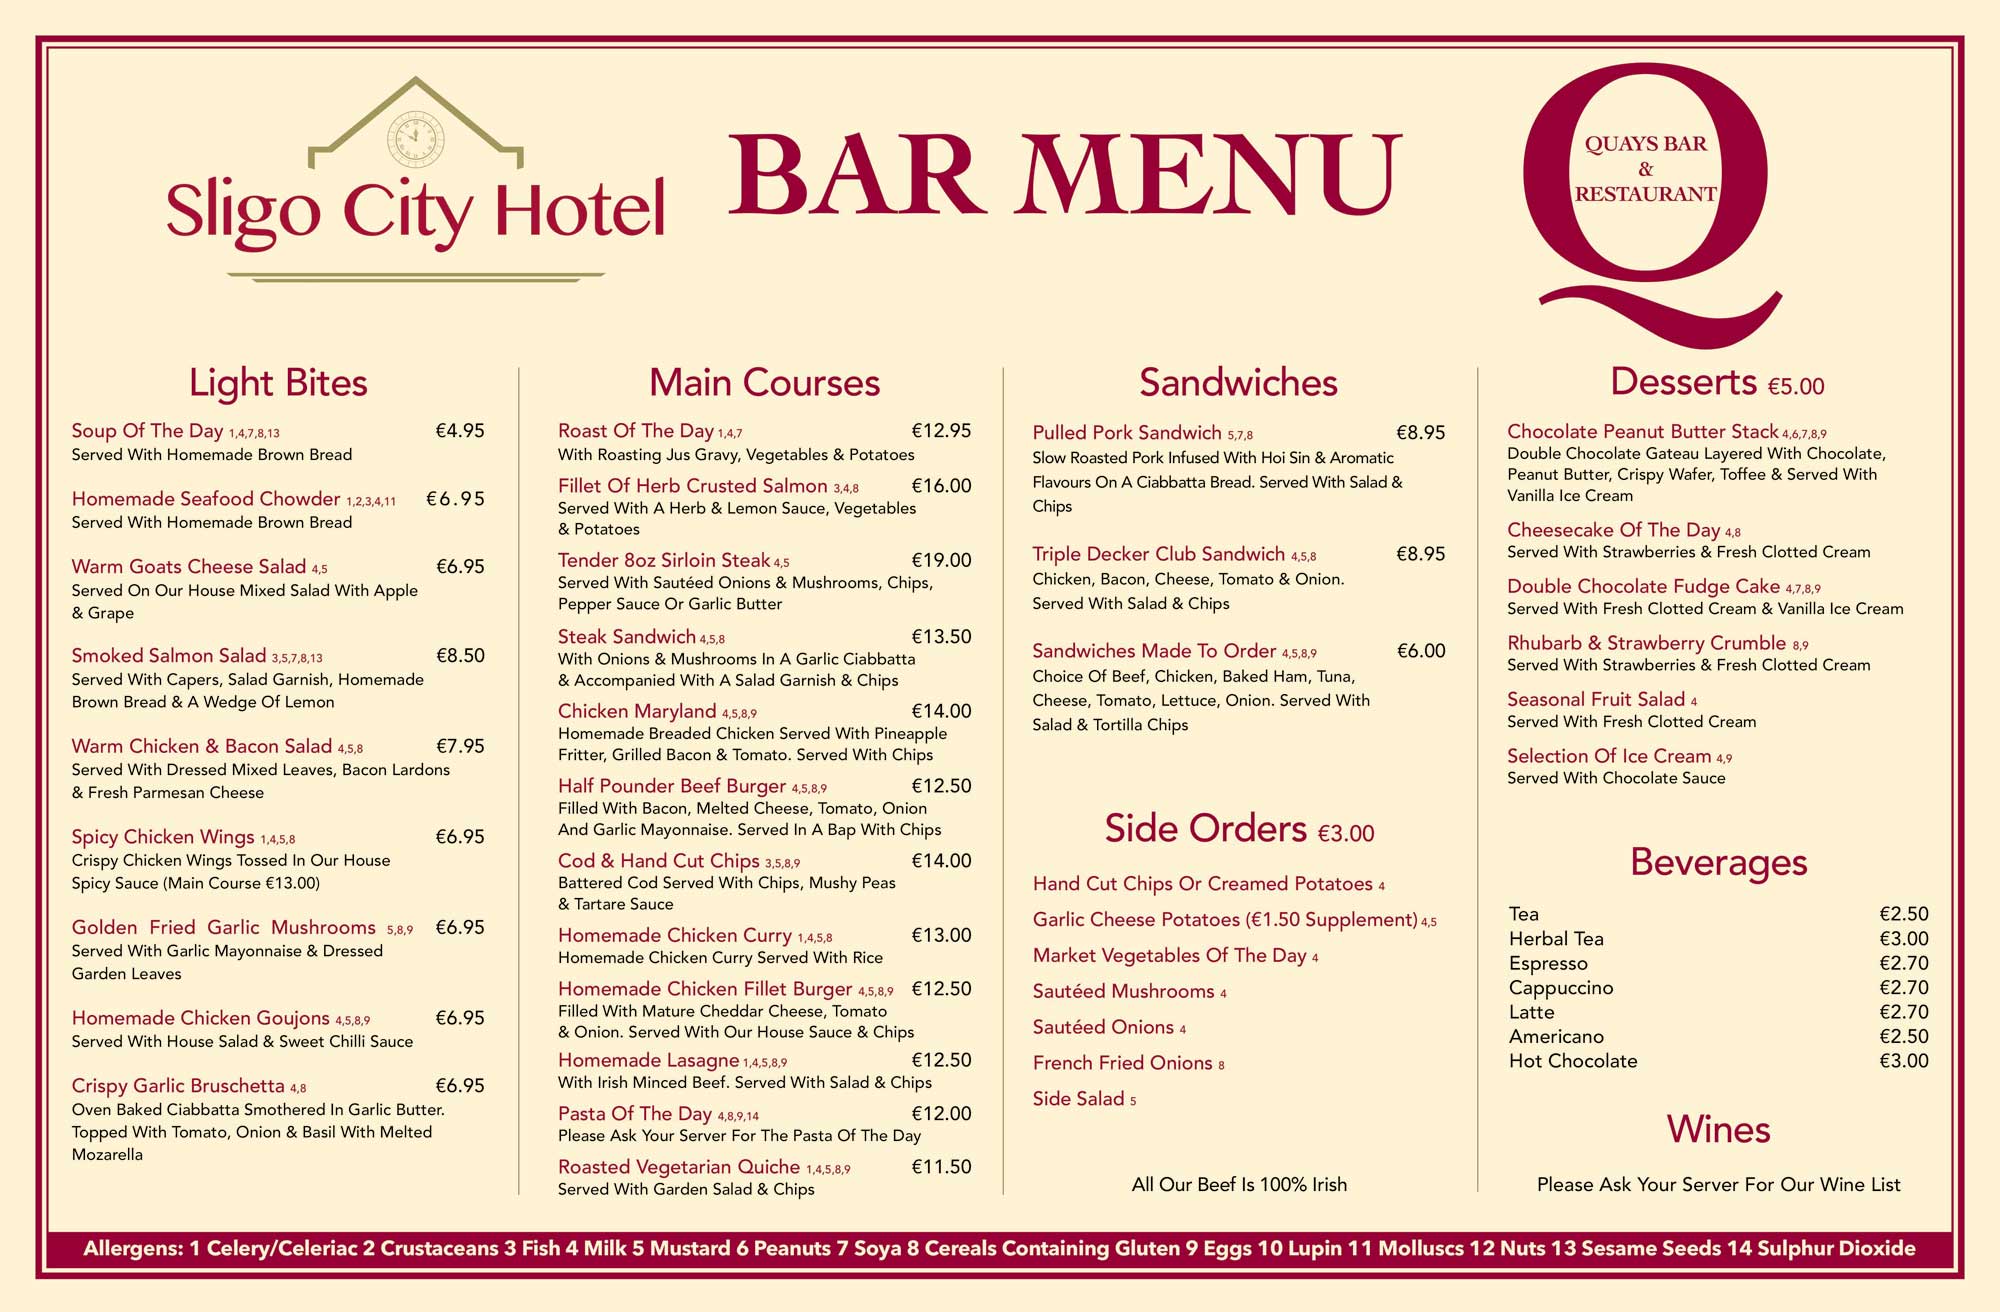 Sligo City Hotel
BAR MENU
QUAYS BAR
&
RESTAURANT
Light Bites
Soup Of The Day 1,4,7,8,13 €4.95
Served With Homemade Brown Bread
Homemade Seafood Chowder 1,2,3,4,11 €6.95
Served With Homemade Brown Bread
Warm Goats Cheese Salad 4,5 €6.95
Served On Our House Mixed Salad With Apple
& Grape
Smoked Salmon Salad 3,5,7,8,13 €8.50
Served With Capers, Salad Garnish, Homemade
Brown Bread & A Wedge Of Lemon
Warm Chicken & Bacon Salad 4,5,8 €7.95
Served With Dressed Mixed Leaves, Bacon Lardons
& Fresh Parmesan Cheese
Spicy Chicken Wings 1,4,5,8 €6.95
Crispy Chicken Wings Tossed In Our House
Spicy Sauce (Main Course €13.00)
Golden Fried Garlic Mushrooms 5,8,9 €6.95
Served With Garlic Mayonnaise & Dressed
Garden Leaves
Homemade Chicken Goujons 4,5,8,9 €6.95
Served With House Salad & Sweet Chilli Sauce
Crispy Garlic Bruschetta 4,8 €6.95
Oven Baked Ciabbatta Smothered In Garlic Butter.
Topped With Tomato, Onion & Basil With Melted
Mozarella
Main Courses
Roast Of The Day 1,4,7 €12.95
With Roasting Jus Gravy, Vegetables & Potatoes
Fillet Of Herb Crusted Salmon 3,4,8 €16.00
Served With A Herb & Lemon Sauce, Vegetables
& Potatoes
Tender 8oz Sirloin Steak 4,5 €19.00
Served With Sautéed Onions & Mushrooms, Chips,
Pepper Sauce Or Garlic Butter
Steak Sandwich 4,5,8 €13.50
With Onions & Mushrooms In A Garlic Ciabbatta
& Accompanied With A Salad Garnish & Chips
Chicken Maryland 4,5,8,9 €14.00
Homemade Breaded Chicken Served With Pineapple
Fritter, Grilled Bacon & Tomato. Served With Chips
Half Pounder Beef Burger 4,5,8,9 €12.50
Filled With Bacon, Melted Cheese, Tomato, Onion
And Garlic Mayonnaise. Served In A Bap With Chips
Cod & Hand Cut Chips 3,5,8,9 €14.00
Battered Cod Served With Chips, Mushy Peas
& Tartare Sauce
Homemade Chicken Curry 1,4,5,8 €13.00
Homemade Chicken Curry Served With Rice
Homemade Chicken Fillet Burger 4,5,8,9 €12.50
Filled With Mature Cheddar Cheese, Tomato
& Onion. Served With Our House Sauce & Chips
Homemade Lasagne 1,4,5,8,9 €12.50
With Irish Minced Beef. Served With Salad & Chips
Pasta Of The Day 4,8,9,14 €12.00
Please Ask Your Server For The Pasta Of The Day
Roasted Vegetarian Quiche 1,4,5,8,9 €11.50
Served With Garden Salad & Chips
Sandwiches
Pulled Pork Sandwich 5,7,8 €8.95
Slow Roasted Pork Infused With Hoi Sin & Aromatic
Flavours On A Ciabbatta Bread. Served With Salad &
Chips
Triple Decker Club Sandwich 4,5,8 €8.95
Chicken, Bacon, Cheese, Tomato & Onion.
Served With Salad & Chips
Sandwiches Made To Order 4,5,8,9 €6.00
Choice Of Beef, Chicken, Baked Ham, Tuna,
Cheese, Tomato, Lettuce, Onion. Served With
Salad & Tortilla Chips
Side Orders €3.00
Hand Cut Chips Or Creamed Potatoes 4
Garlic Cheese Potatoes (€1.50 Supplement) 4,5
Market Vegetables Of The Day 4
Sautéed Mushrooms 4
Sautéed Onions 4
French Fried Onions 8
Side Salad 5
All Our Beef Is 100% Irish
Desserts €5.00
Chocolate Peanut Butter Stack 4,6,7,8,9
Double Chocolate Gateau Layered With Chocolate,
Peanut Butter, Crispy Wafer, Toffee & Served With
Vanilla Ice Cream
Cheesecake Of The Day 4,8
Served With Strawberries & Fresh Clotted Cream
Double Chocolate Fudge Cake 4,7,8,9
Served With Fresh Clotted Cream & Vanilla Ice Cream
Rhubarb & Strawberry Crumble 8,9
Served With Strawberries & Fresh Clotted Cream
Seasonal Fruit Salad 4
Served With Fresh Clotted Cream
Selection Of Ice Cream 4,9
Served With Chocolate Sauce
Beverages
Tea €2.50
Herbal Tea €3.00
Espresso €2.70
Cappuccino €2.70
Latte €2.70
Americano €2.50
Hot Chocolate €3.00
Wines
Please Ask Your Server For Our Wine List
Allergens: 1 Celery/Celeriac 2 Crustaceans 3 Fish 4 Milk 5 Mustard 6 Peanuts 7 Soya 8 Cereals Containing Gluten 9 Eggs 10 Lupin 11 Molluscs 12 Nuts 13 Sesame Seeds 14 Sulphur Dioxide